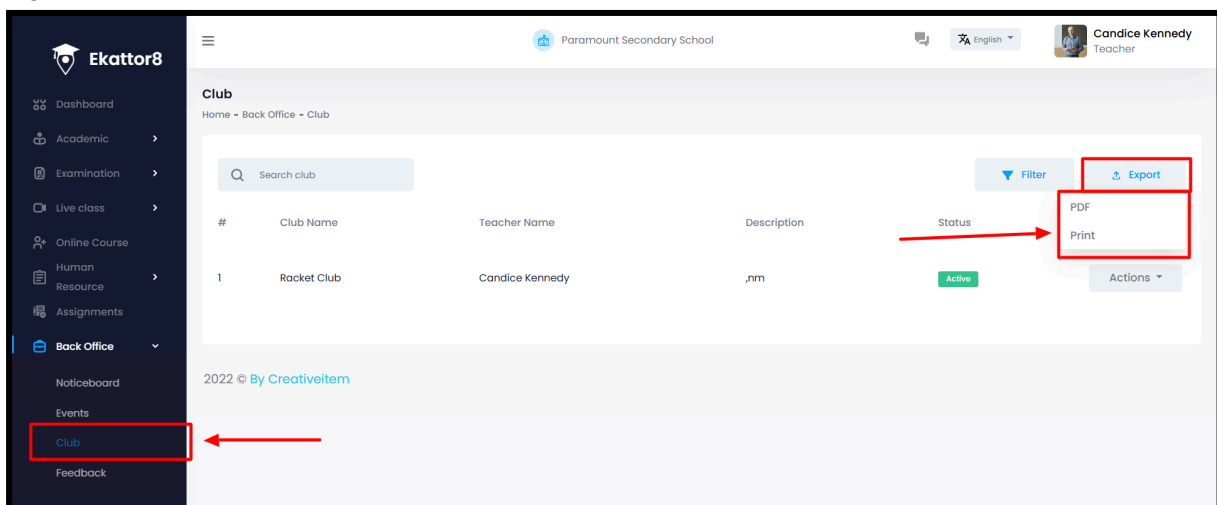 Ekattor8
Paramount Secondary School
English
Candice Kennedy
Teacher
Dashboard
Academic
Examination
Live class
Online Course
Human
Resource
Assignments
Back Office
Noticeboard
Events
Club
Feedback
Club
Home - Back Office - Club
Search club
Filter
Export
PDF
Print
# Club Name Teacher Name Description Status
1 Racket Club Candice Kennedy ,nm Active Actions
2022 © By Creativeitem